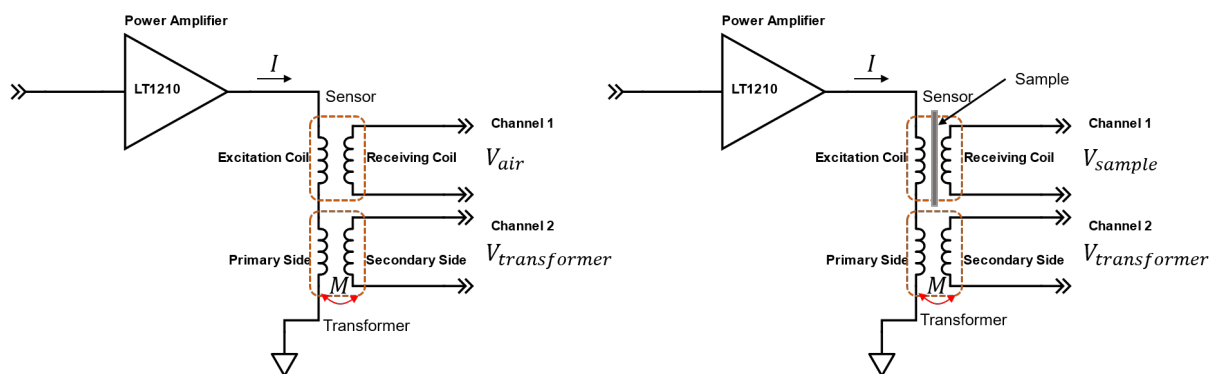 Power Amplifier
LT1210
I
Sensor
Excitation Coil
Receiving Coil
Channel 1
V_air
Primary Side
Secondary Side
Channel 2
V_transformer
M
Transformer
Power Amplifier
LT1210
I
Sample
Sensor
Excitation Coil
Receiving Coil
Channel 1
V_sample
Primary Side
Secondary Side
Channel 2
V_transformer
M
Transformer